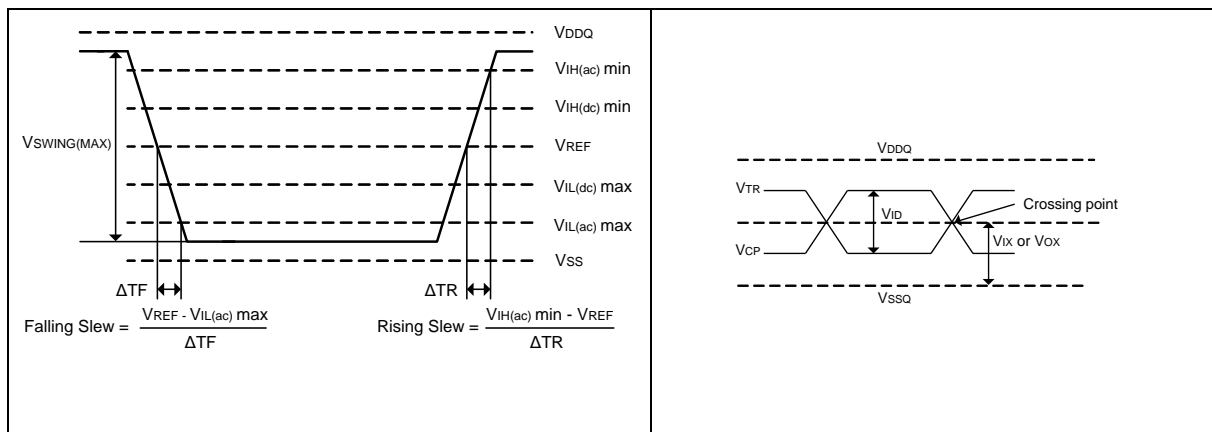 VDDQ
VIH(ac) min
VIH(dc) min
VSWING(MAX)
VREF
VIL(dc) max
VIL(ac) max
VSS
ΔTF
ΔTR
Falling Slew = VREF - VIL(ac) max
ΔTF
Rising Slew = VIH(ac) min - VREF
ΔTR
VDDQ
VTR
VID
Crossing point
VIX or VOX
VCP
VSSQ